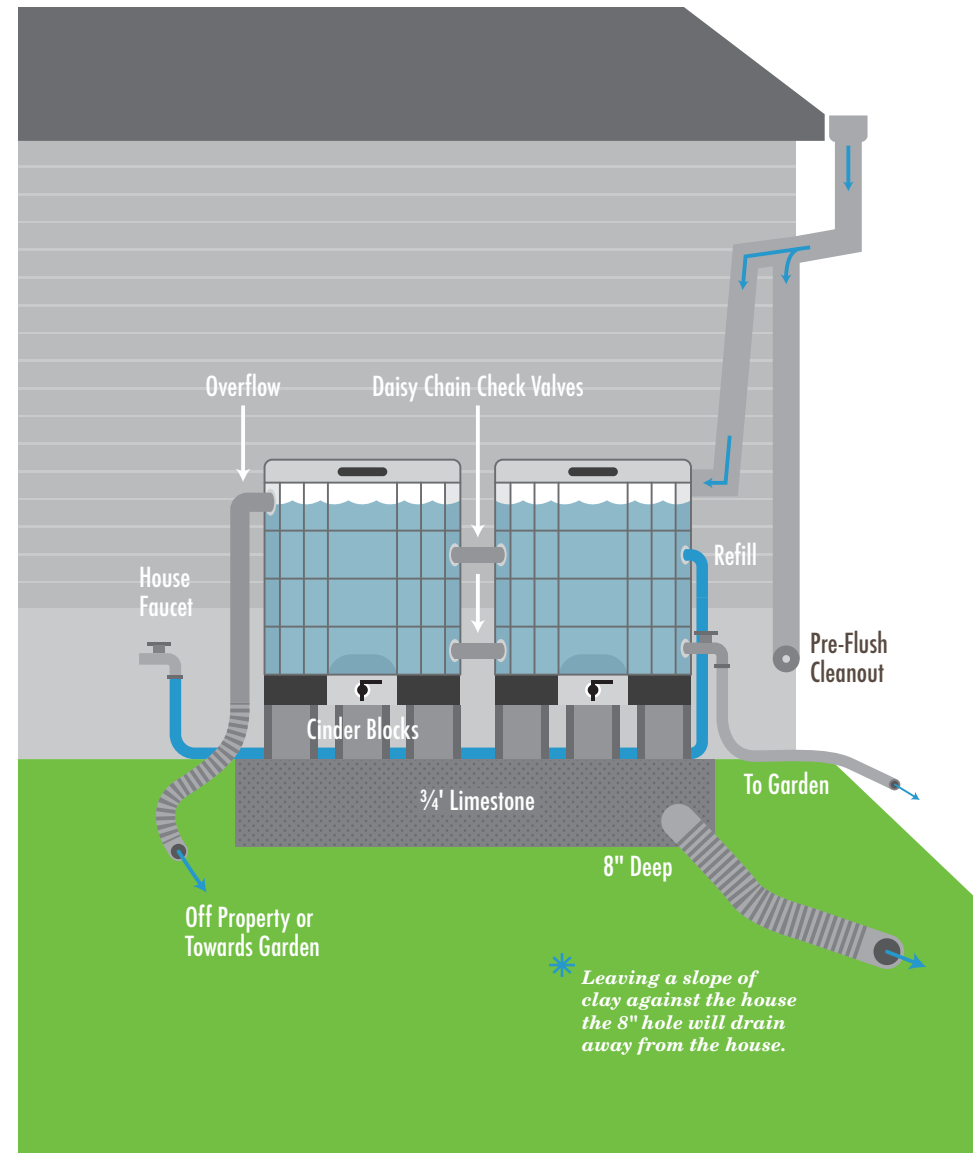 Overflow
Daisy Chain Check Valves
House
Faucet
Refill
Pre-Flush
Cleanout
Cinder Blocks
¾' Limestone
To Garden
8" Deep
Off Property or
Towards Garden
Leaving a slope of
clay against the house
the 8" hole will drain
away from the house.